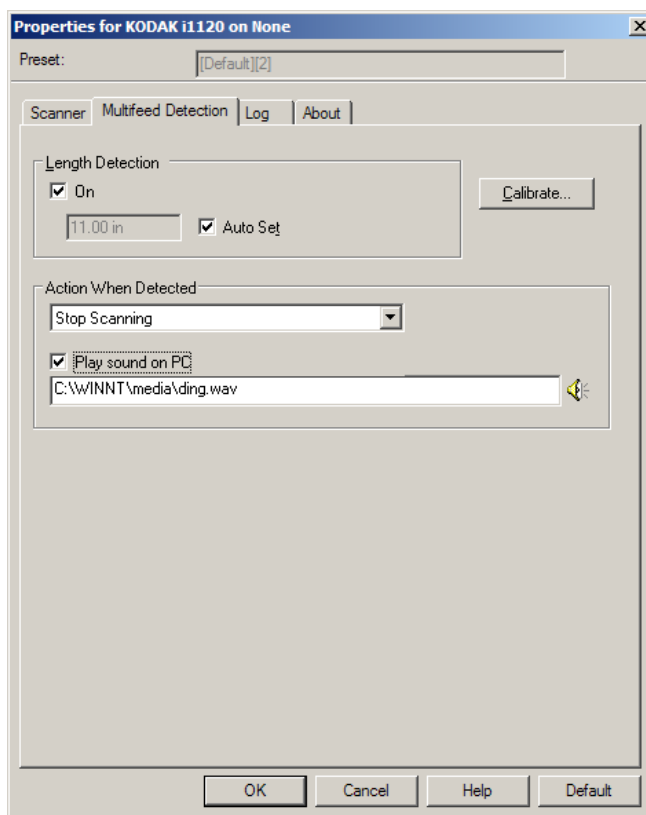 Properties for KODAK i1120 on None
Preset: [Default][2]
Scanner Multifeed Detection Log About
Length Detection
On
Calibrate...
11.00 in Auto Set
Action When Detected
Stop Scanning
Play sound on PC
C:\WINNT\media\ding.wav
OK Cancel Help Default